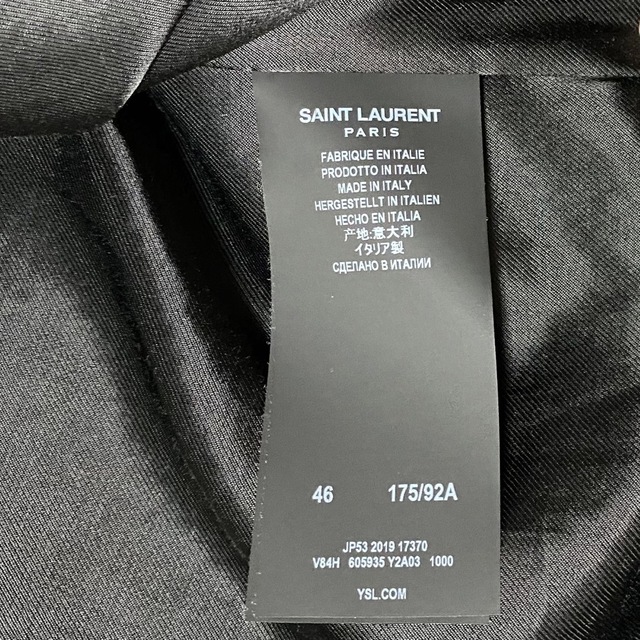 SAINT LAURENT
PARIS
FABRIQUE EN ITALIE
PRODOTTO IN ITALIA
MADE IN ITALY
HERGESTELLT IN ITALIEN
HECHO EN ITALIA
产地:意大利
イタリア製
СДЕЛАНО В ИТАЛИИ
46 175/92A
JP53 2019 17370
V84H 605935 Y2A03 1000
YSL.COM